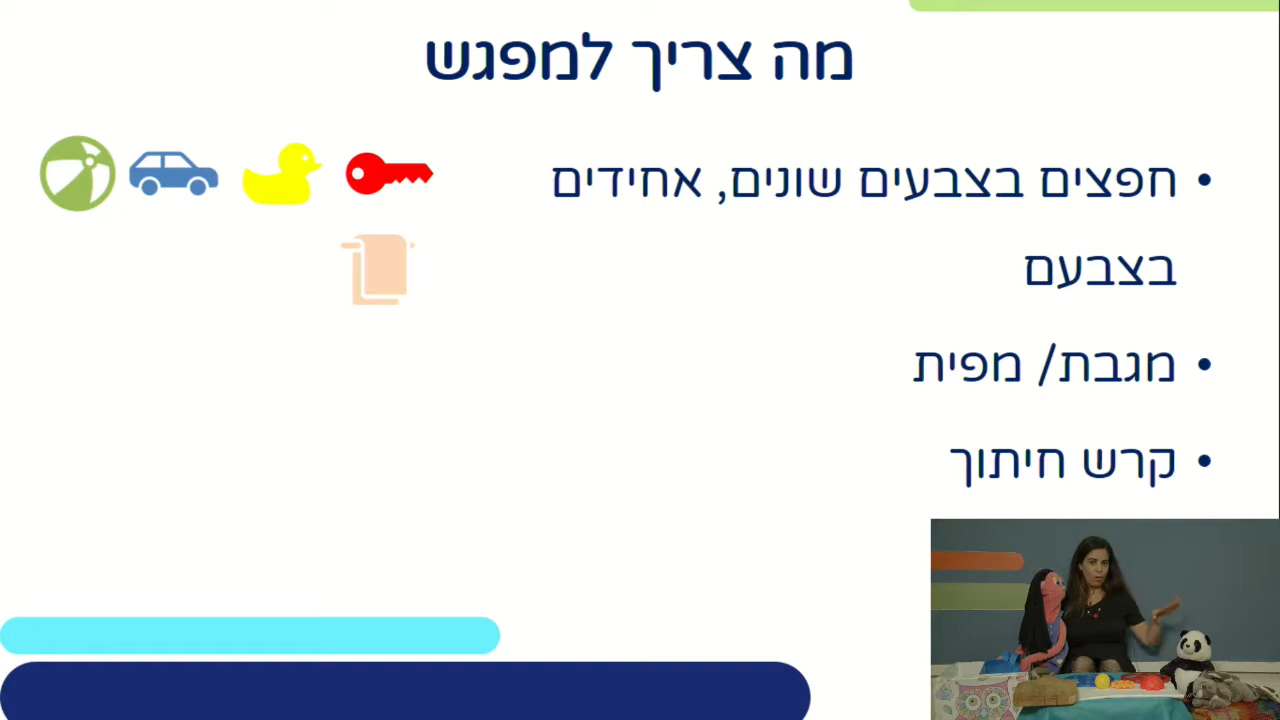 מה צריך למפגש
• חפצים בצבעים שונים, אחידים
בצבעם
• מגבת/ מפית
• קרש חיתוך